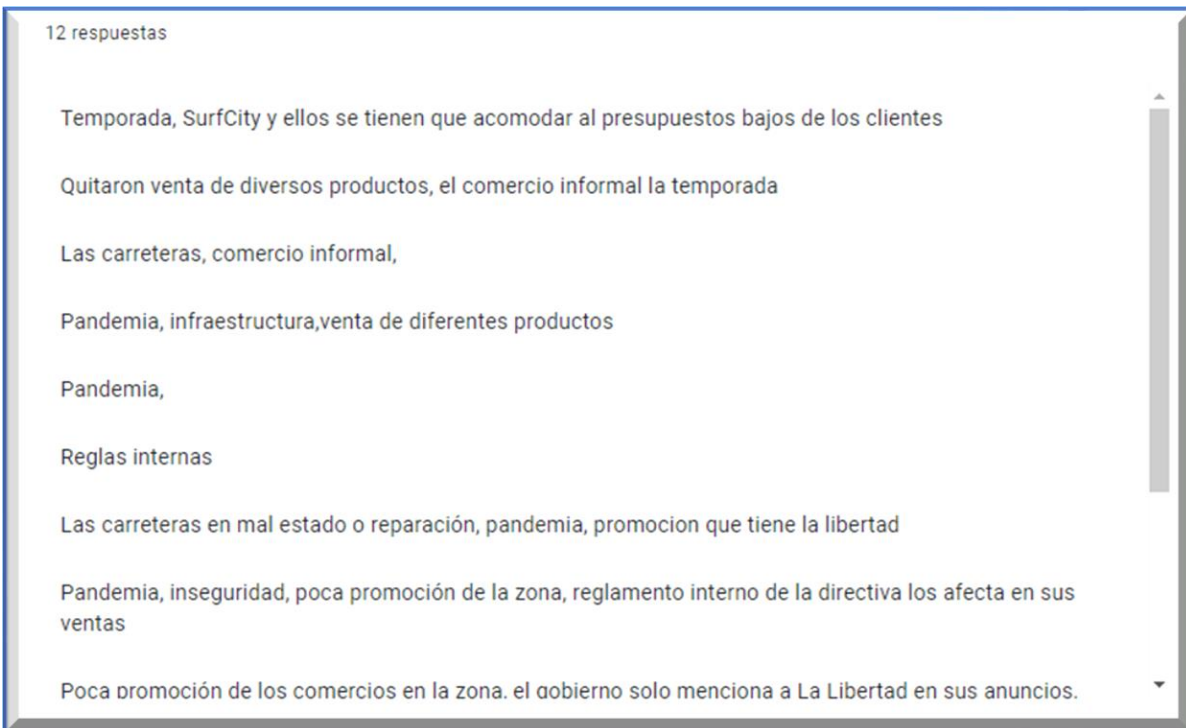 12 respuestas
Temporada, SurfCity y ellos se tienen que acomodar al presupuestos bajos de los clientes
Quitaron venta de diversos productos, el comercio informal la temporada
Las carreteras, comercio informal,
Pandemia, infraestructura,venta de diferentes productos
Pandemia,
Reglas internas
Las carreteras en mal estado o reparación, pandemia, promocion que tiene la libertad
Pandemia, inseguridad, poca promoción de la zona, reglamento interno de la directiva los afecta en sus
ventas
Poca promoción de los comercios en la zona. el gobierno solo menciona a La Libertad en sus anuncios.